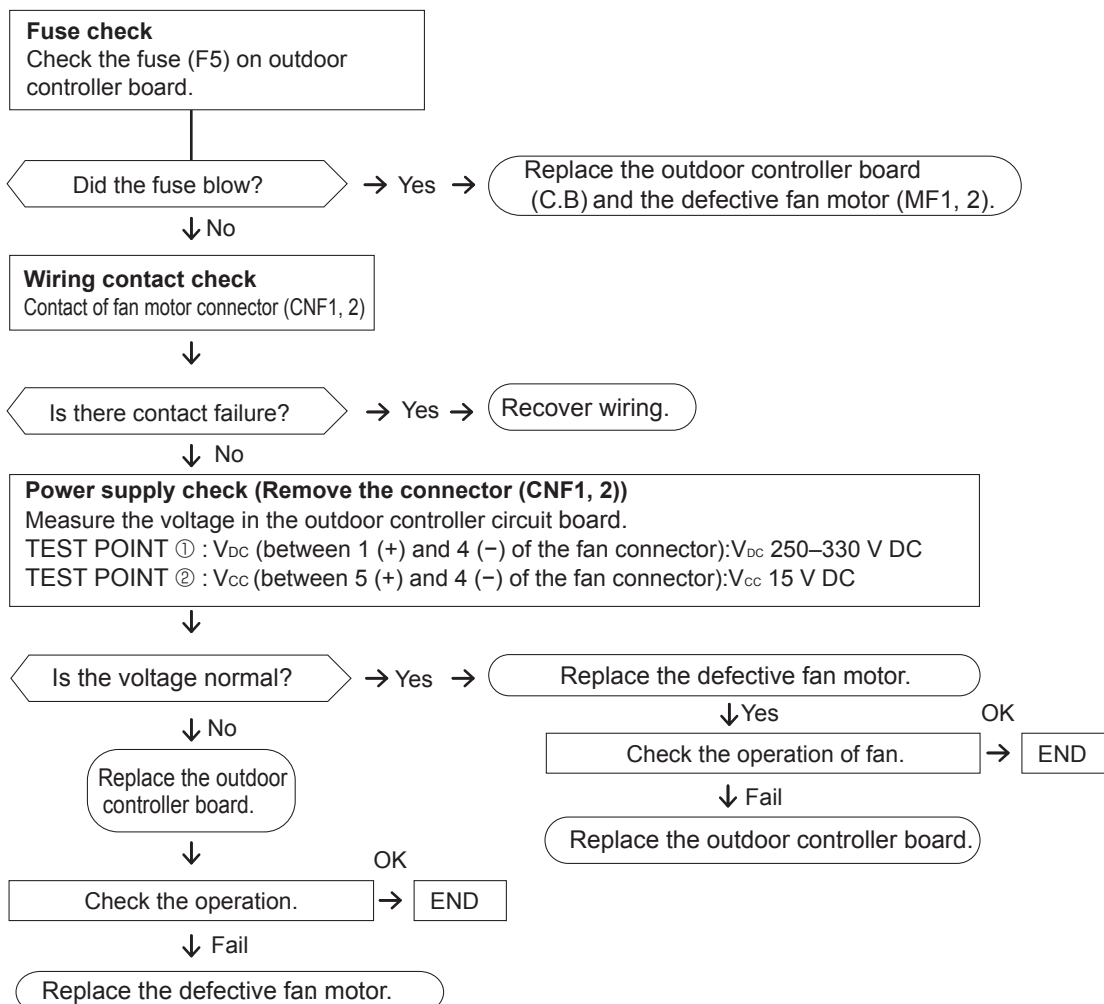 Fuse check
Check the fuse (F5) on outdoor
controller board.
Did the fuse blow?
Yes
Replace the outdoor controller board
(C.B) and the defective fan motor (MF1, 2).
No
Wiring contact check
Contact of fan motor connector (CNF1, 2)
Is there contact failure?
Yes
Recover wiring.
No
Power supply check (Remove the connector (CNF1, 2))
Measure the voltage in the outdoor controller circuit board.
TEST POINT ① : VDC (between 1 (+) and 4 (−) of the fan connector):VDC 250–330 V DC
TEST POINT ② : VCC (between 5 (+) and 4 (−) of the fan connector):Vcc 15 V DC
Is the voltage normal?
Yes
Replace the defective fan motor.
Yes
OK
Check the operation of fan.
END
Fail
Replace the outdoor controller board.
No
Replace the outdoor
controller board.
OK
Check the operation.
END
Fail
Replace the defective fan motor.